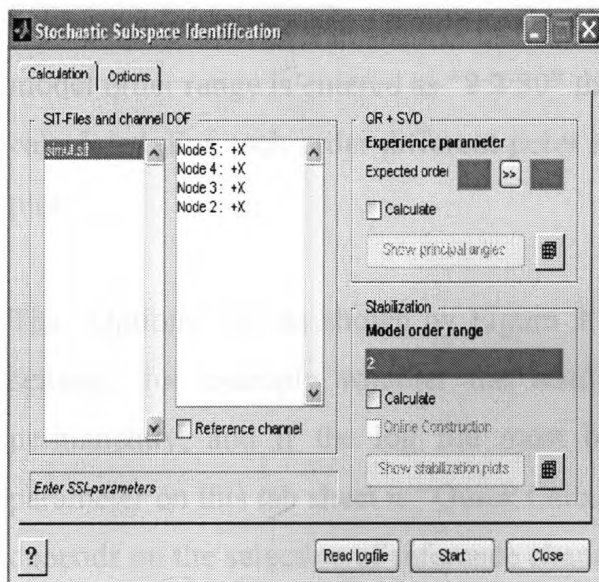 Stochastic Subspace Identification
Calculation
Options
SIT-Files and channel DOF
Node 5 : +X
Node 4 : +X
Node 3 : +X
Node 2 : +X
Reference channel
Enter SSI-parameters
QR + SVD
Experience parameter
Expected order
>>
Calculate
Show principal angles
Stabilization
Model order range
2
Calculate
Online Construction
Show stabilization plots
?
Read logfile
Start
Close